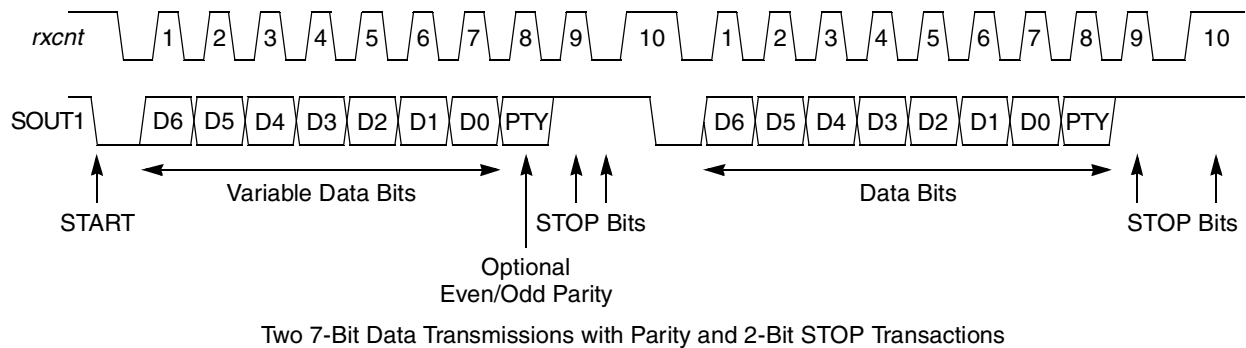 rxcnt 1 2 3 4 5 6 7 8 9 10 1 2 3 4 5 6 7 8 9 10
SOUT1 D6 D5 D4 D3 D2 D1 D0 PTY D6 D5 D4 D3 D2 D1 D0 PTY
Variable Data Bits Data Bits
START STOP Bits STOP Bits
Optional
Even/Odd Parity
Two 7-Bit Data Transmissions with Parity and 2-Bit STOP Transactions